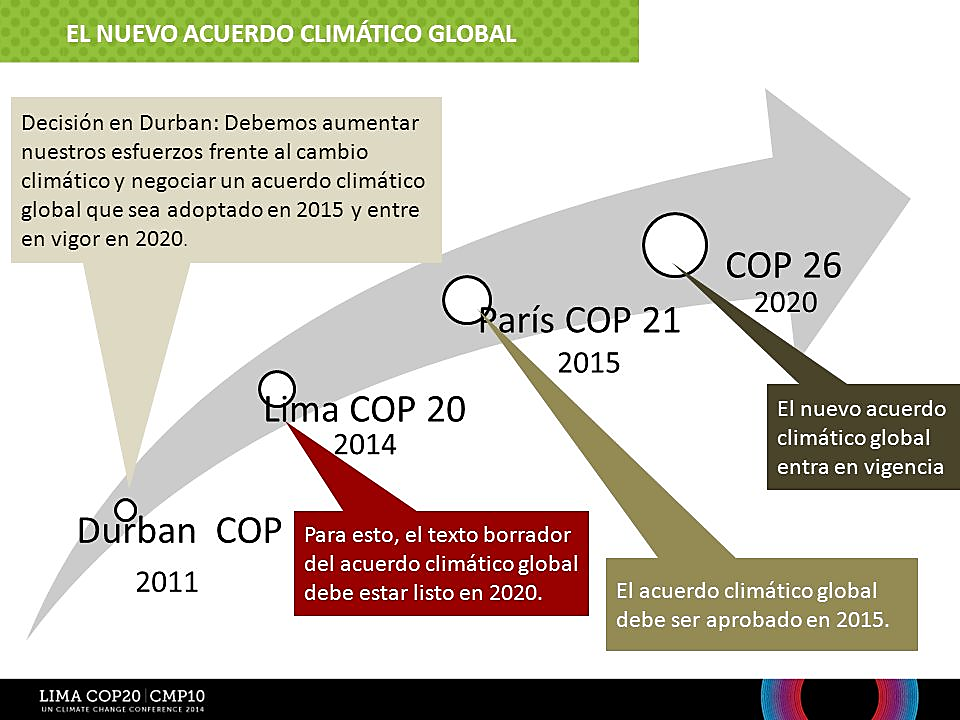 EL NUEVO ACUERDO CLIMÁTICO GLOBAL
Decisión en Durban: Debemos aumentar
nuestros esfuerzos frente al cambio
climático y negociar un acuerdo climático
global que sea adoptado en 2015 y entre
en vigor en 2020.
COP 26
2020
París COP 21
2015
El nuevo acuerdo
climático global
entra en vigencia
Lima COP 20
2014
Durban COP
2011
Para esto, el texto borrador
del acuerdo climático global
debe estar listo en 2020.
El acuerdo climático global
debe ser aprobado en 2015.
LIMA COP20 | CMP10
UN CLIMATE CHANGE CONFERENCE 2014